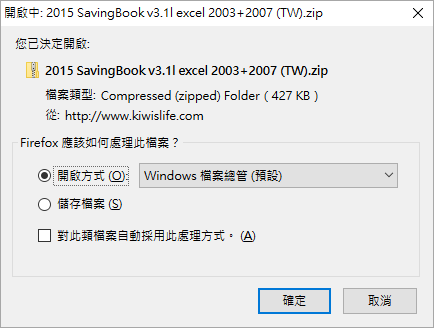 開啟中: 2015 SavingBook v3.1l excel 2003+2007 (TW).zip
您已決定開啟:
2015 SavingBook v3.1l excel 2003+2007 (TW).zip
檔案類型: Compressed (zipped) Folder ( 427 KB )
從: http://www.kiwislife.com
Firefox 應該如何處理此檔案？
開啟方式 (O): Windows 檔案總管 (預設)
儲存檔案 (S)
對此類檔案自動採用此處理方式。(A)
確定 取消